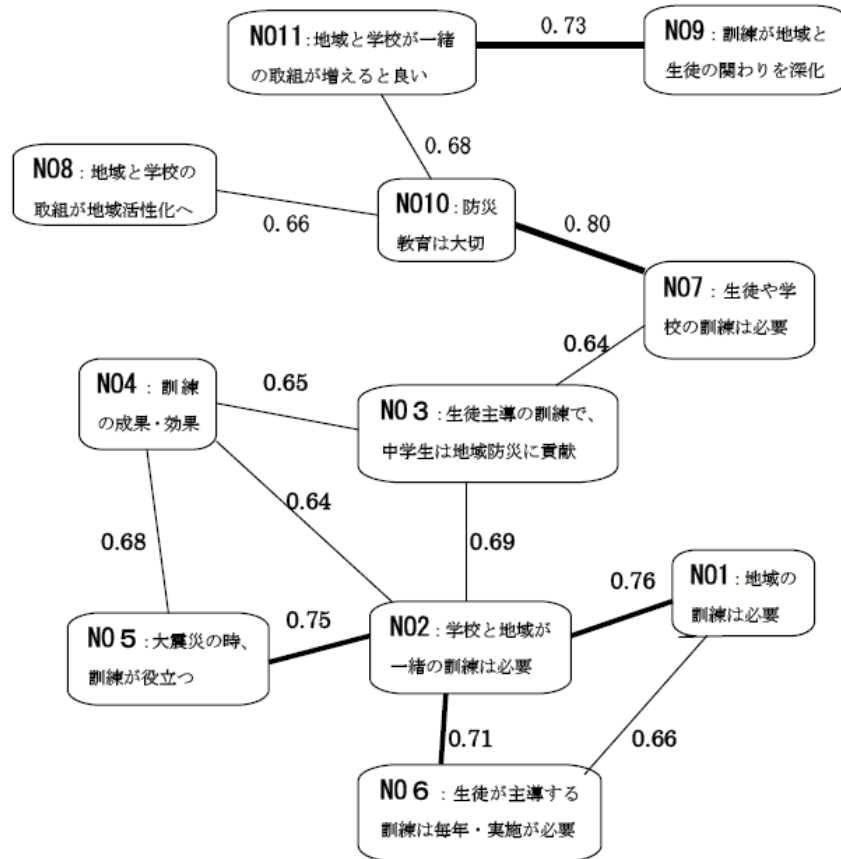 NO11：地域と学校が一緒
の取組が増えると良い
0.73
NO9：訓練が地域と
生徒の関わりを深化
0.68
NO8：地域と学校の
取組が地域活性化へ
0.66
NO10：防災
教育は大切
0.80
NO7：生徒や学
校の訓練は必要
0.64
NO4：訓練
の成果・効果
0.65
NO３：生徒主導の訓練で、
中学生は地域防災に貢献
0.64
0.68
0.69
NO1：地域の
訓練は必要
0.76
NO５：大震災の時、
訓練が役立つ
0.75
NO2：学校と地域が
一緒の訓練は必要
0.71
0.66
NO６：生徒が主導する
訓練は毎年・実施が必要